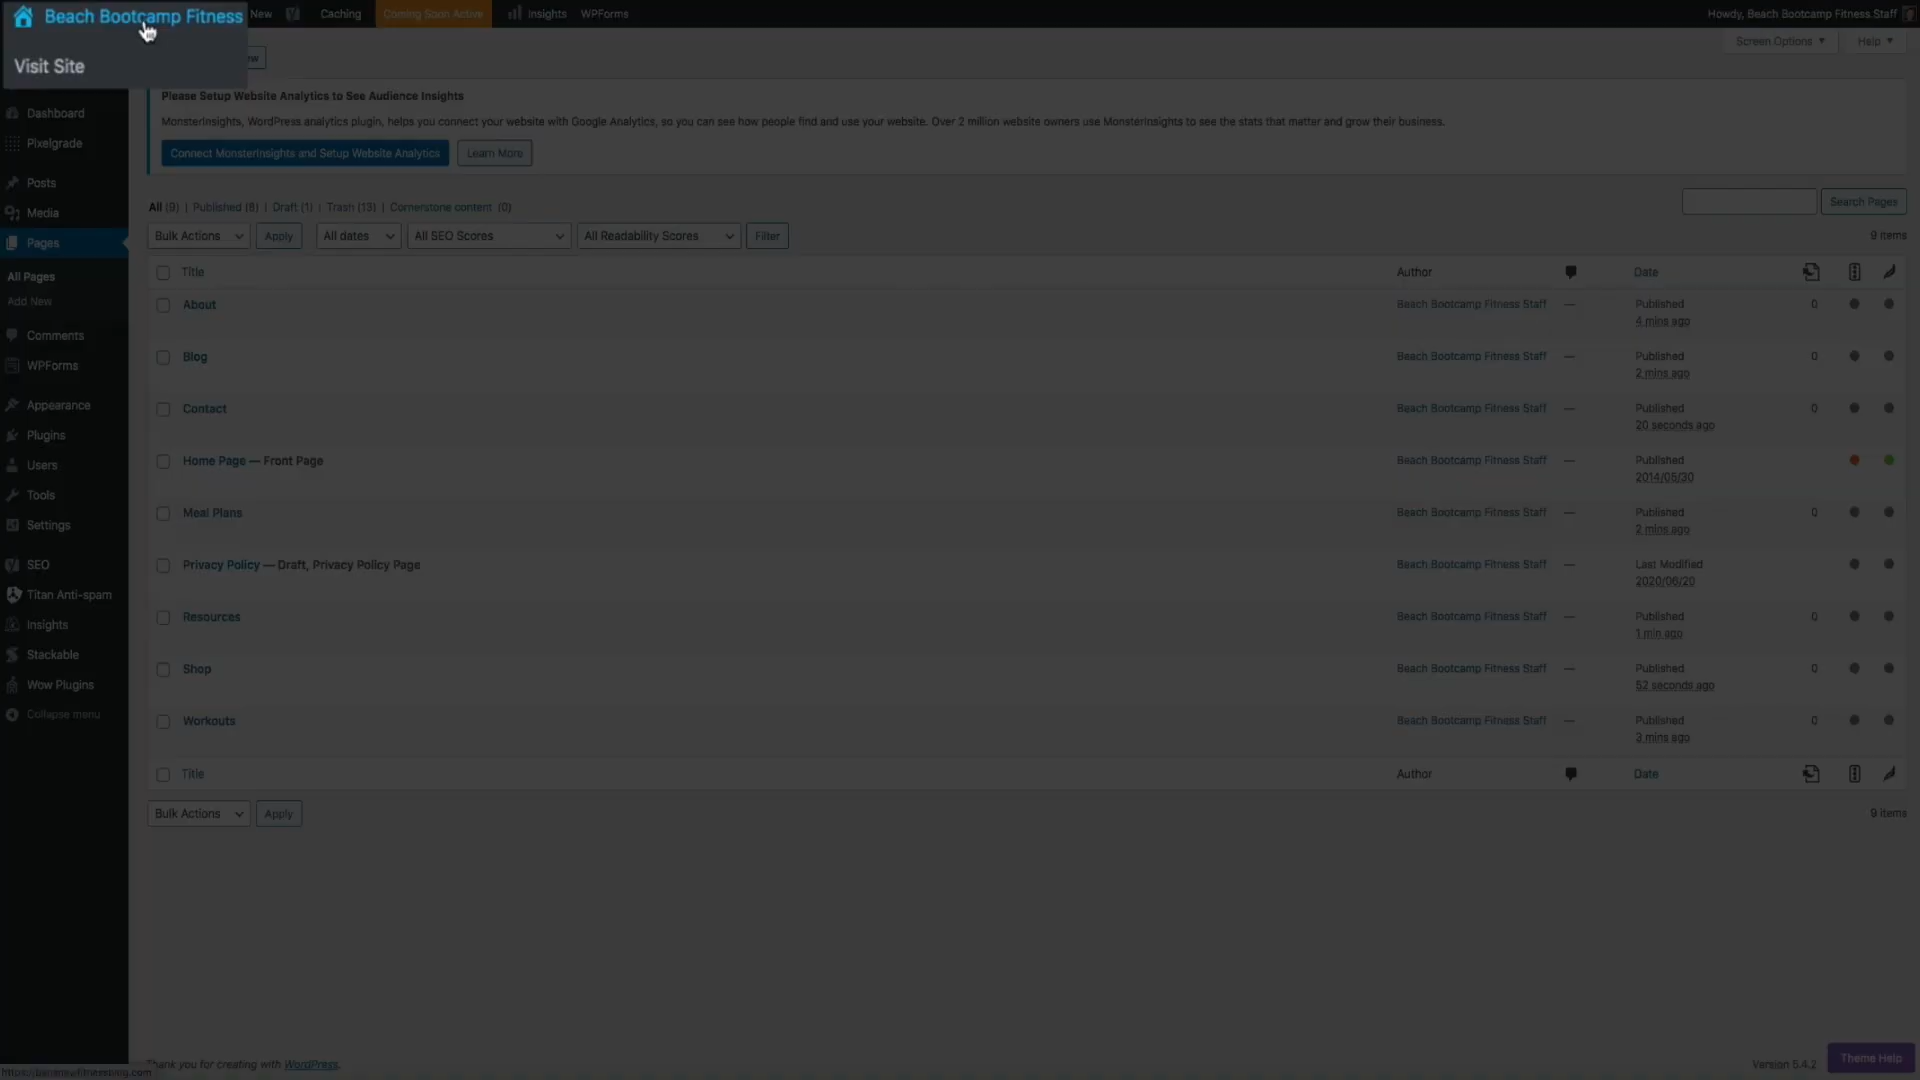 Beach Bootcamp Fitness
New
Caching
Coming Soon Active
Insights
WPForms
Howdy, Beach Bootcamp Fitness Staff
Visit Site
Screen Options
Help
Please Setup Website Analytics to See Audience Insights
MonsterInsights, WordPress analytics plugin, helps you connect your website with Google Analytics, so you can see how people find and use your website. Over 2 million website owners use MonsterInsights to see the stats that matter and grow their business.
Connect MonsterInsights and Setup Website Analytics
Learn More
Dashboard
Pixelgrade
Posts
Media
Pages
All Pages
Add New
Comments
WPForms
Appearance
Plugins
Users
Tools
Settings
SEO
Titan Anti-spam
Insights
Stackable
Wow Plugins
Collapse menu
All (9) | Published (8) | Draft (1) | Trash (13) | Cornerstone content (0)
Search Pages
Bulk Actions
Apply
All dates
All SEO Scores
All Readability Scores
Filter
9 items
Title Author Date
About Beach Bootcamp Fitness Staff — Published 0
4 mins ago
Blog Beach Bootcamp Fitness Staff — Published 0
2 mins ago
Contact Beach Bootcamp Fitness Staff — Published 0
20 seconds ago
Home Page — Front Page Beach Bootcamp Fitness Staff — Published
2014/05/30
Meal Plans Beach Bootcamp Fitness Staff — Published 0
2 mins ago
Privacy Policy — Draft, Privacy Policy Page Beach Bootcamp Fitness Staff — Last Modified
2020/06/20
Resources Beach Bootcamp Fitness Staff — Published 0
1 min ago
Shop Beach Bootcamp Fitness Staff — Published 0
52 seconds ago
Workouts Beach Bootcamp Fitness Staff — Published 0
3 mins ago
Title Author Date
Bulk Actions
Apply
9 items
Thank you for creating with WordPress.
Version 5.4.2
Theme Help